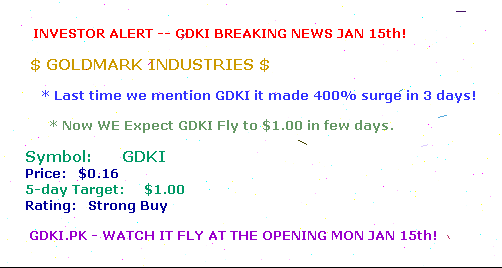 INVESTOR ALERT -- GDKI BREAKING NEWS JAN 15th!
$ GOLDMARK INDUSTRIES $
* Last time we mention GDKI it made 400% surge in 3 days!
* Now WE Expect GDKI Fly to $1.00 in few days.
Symbol: GDKI
Price: $0.16
5-day Target: $1.00
Rating: Strong Buy
GDKI.PK - WATCH IT FLY AT THE OPENING MON JAN 15th!